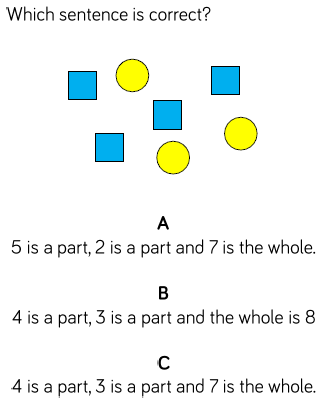 Which sentence is correct?
A
5 is a part, 2 is a part and 7 is the whole.
B
4 is a part, 3 is a part and the whole is 8
C
4 is a part, 3 is a part and 7 is the whole.